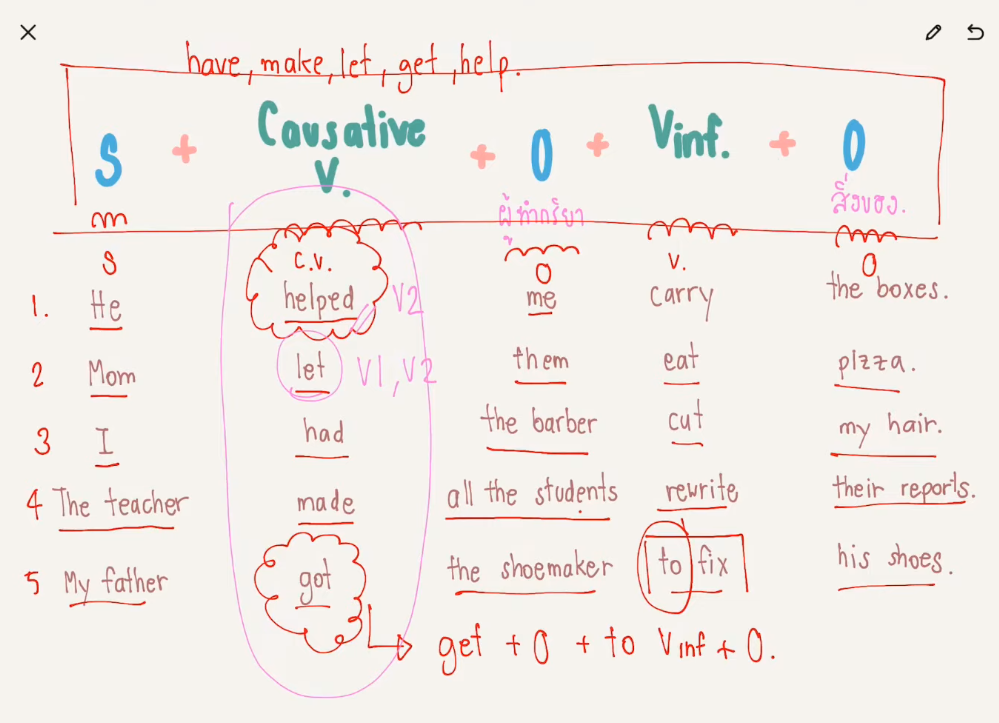 have, make, let, get, help.
S + Causative V. + O + Vinf. + O
ผู้ทำกริยา สิ่งของ.
S C.V. O V. O
1. He helped V2 me carry the boxes.
2 Mom let V1, V2 them eat pizza.
3 I had the barber cut my hair.
4 The teacher made all the students rewrite their reports.
5 My father got the shoemaker to fix his shoes.
get + O + to Vinf + O.